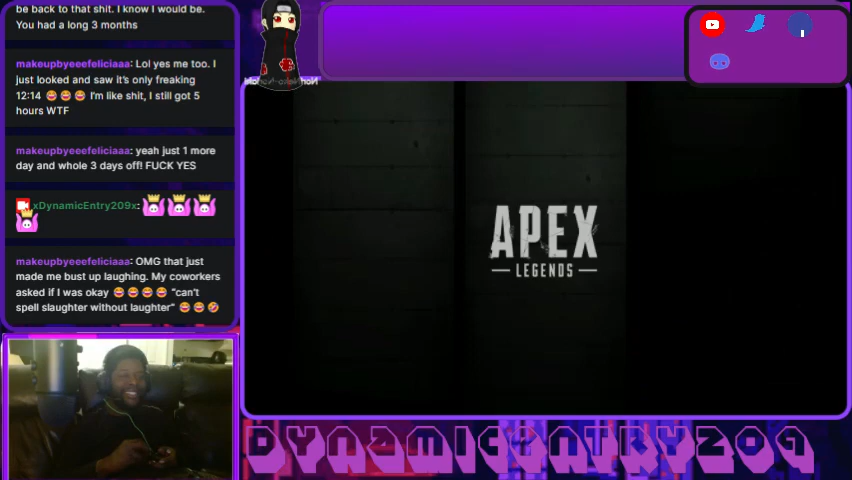 be back to that shit. I know I would be.
You had a long 3 months
makeupbyeeefeliciaaa: Lol yes me too. I
just looked and saw it's only freaking
12:14 😂 😂 😂 I'm like shit, I still got 5
hours WTF
makeupbyeeefeliciaaa: yeah just 1 more
day and whole 3 days off! FUCK YES
xDynamicEntry209x:
makeupbyeeefeliciaaa: OMG that just
made me bust up laughing. My coworkers
asked if I was okay 😂 😂 😂 😂 "can't
spell slaughter without laughter" 😂 😂 🤣
APEX
LEGENDS
DYNAMICENTRY209